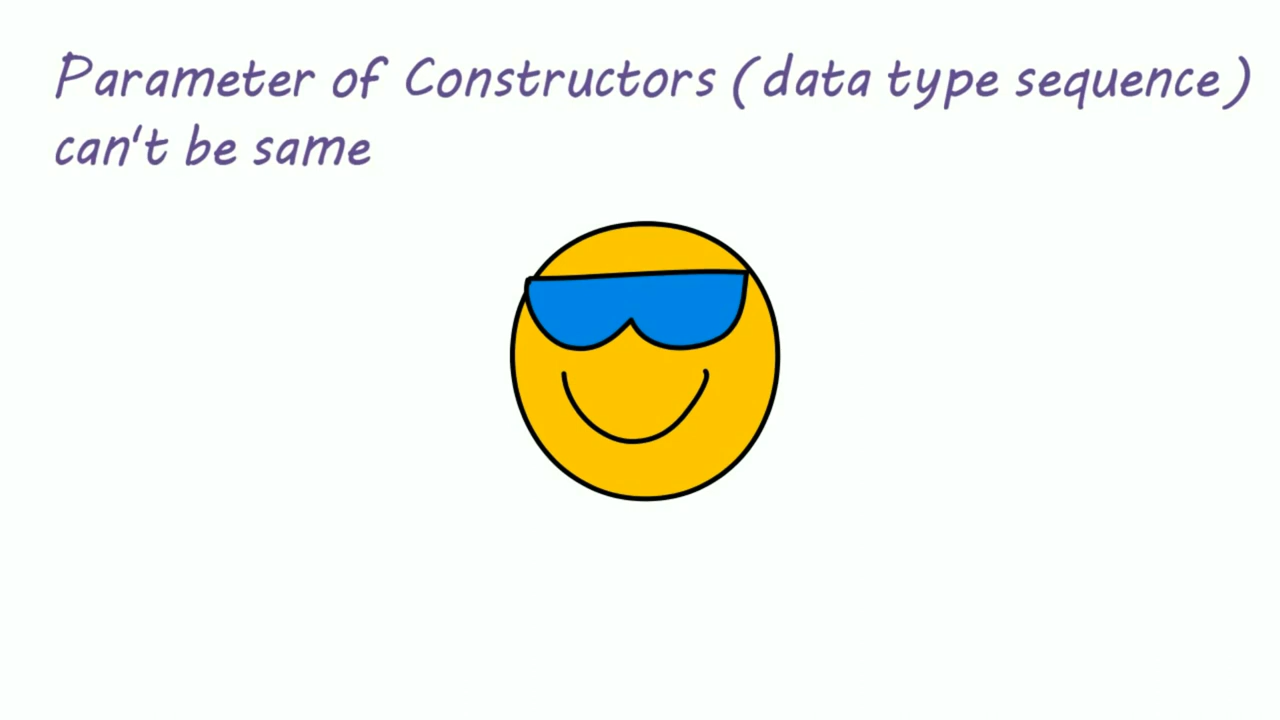 Parameter of Constructors (data type sequence)
can't be same